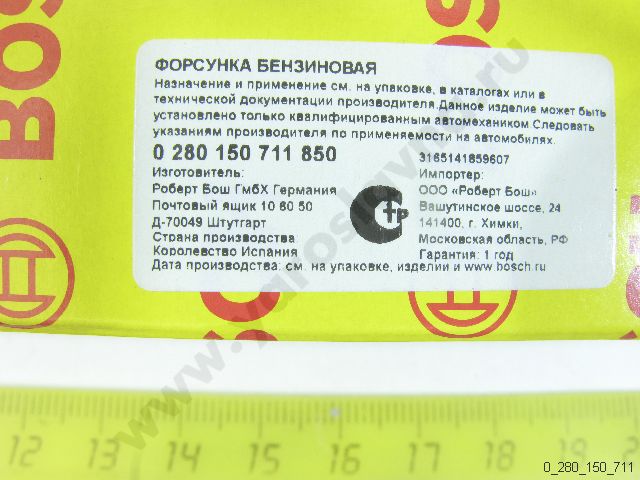 BOS
ФОРСУНКА БЕНЗИНОВАЯ
Назначение и применение см. на упаковке, в каталогах или в
технической документации производителя.Данное изделие может быть
установлено только квалифицированным автомехаником.Следовать
указаниям производителя по применяемости на автомобилях.
0 280 150 711 850
3165141859607
Изготовитель:
Роберт Бош ГмбХ Германия
Почтовый ящик 10 60 50
Д-70049 Штутгарт
Страна производства
Королевство Испания
Импортер:
ООО «Роберт Бош»
Вашутинское шоссе, 24
141400, г. Химки,
Московская область, РФ
Гарантия: 1 год
Дата производства: см. на упаковке, изделии и www.bosch.ru
12 13 14 15 16 17 18 19
0_280_150_711